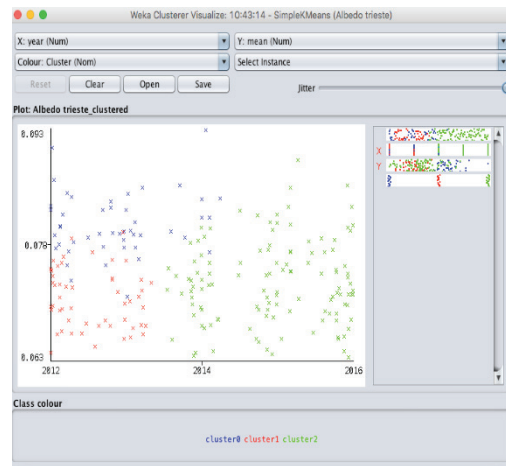 Weka Clusterer Visualize: 10:43:14 - SimpleKMeans (Albedo trieste)
X: year (Num) Y: mean (Num)
Colour: Cluster (Nom) Select Instance
Reset Clear Open Save Jitter
Plot: Albedo trieste_clustered
0.093
X
Y
0.078
0.063
2012 2014 2016
Class colour
cluster0 cluster1 cluster2